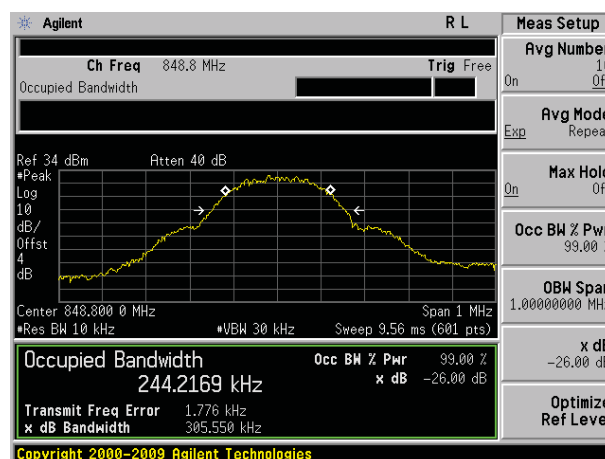 Agilent R L Meas Setup
Ch Freq 848.8 MHz Trig Free
Occupied Bandwidth
Avg Number
On
Avg Mode
Exp Repea
Max Hold
On
Occ BW % Pwr
99.00
OBW Span
1.00000000 MH
x dB
-26.00 dB
Optimize
Ref Level
Ref 34 dBm Atten 40 dB
#Peak
Log
10
dB/
Offst
4
dB
Center 848.800 0 MHz Span 1 MHz
#Res BW 10 kHz #VBW 30 kHz Sweep 9.56 ms (601 pts)
Occupied Bandwidth Occ BW % Pwr 99.00 %
244.2169 kHz x dB -26.00 dB
Transmit Freq Error 1.776 kHz
x dB Bandwidth 305.550 kHz
Copyright 2000-2009 Agilent Technologies